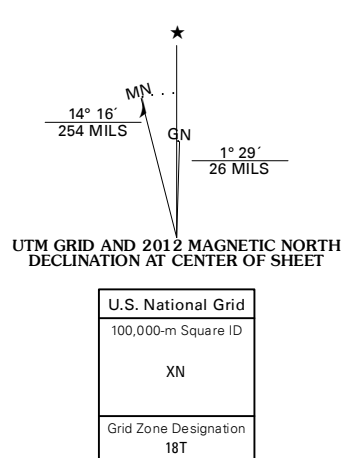 ★
MN
14° 16´
254 MILS
GN
1° 29´
26 MILS
UTM GRID AND 2012 MAGNETIC NORTH
DECLINATION AT CENTER OF SHEET
U.S. National Grid
100,000-m Square ID
XN
Grid Zone Designation
18T